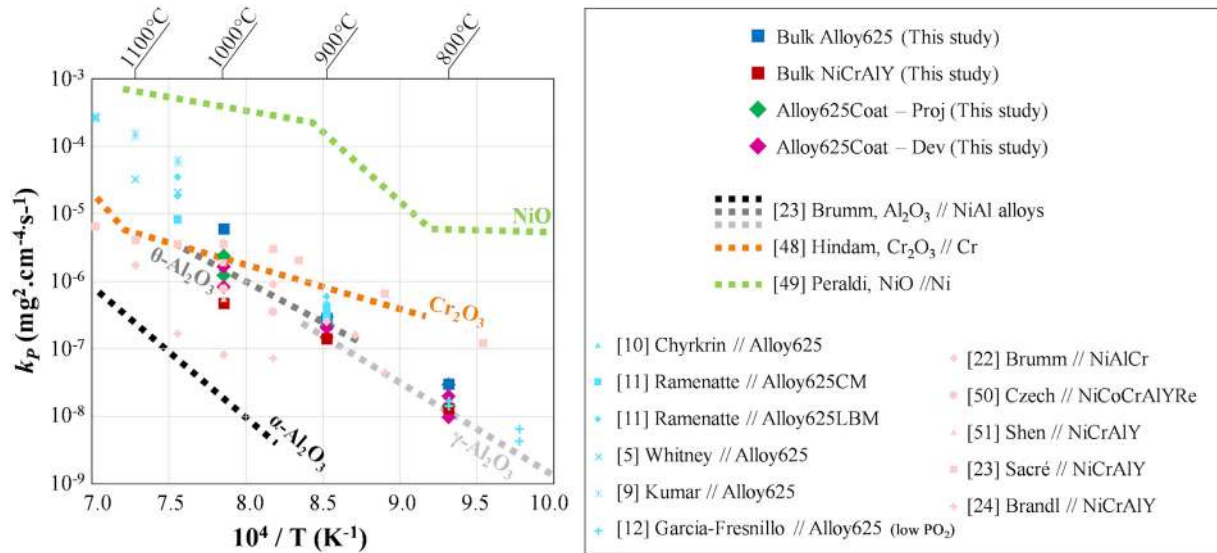 1100°C
1000°C
900°C
800°C
10-3
10-4
10-5
10-6
10-7
10-8
10-9
kP (mg2.cm-4.s-1)
NiO
θ-Al2O3
Cr2O3
α-Al2O3
γ-Al2O3
7.0 7.5 8.0 8.5 9.0 9.5 10.0
104 / T (K-1)
Bulk Alloy625 (This study)
Bulk NiCrAlY (This study)
Alloy625Coat – Proj (This study)
Alloy625Coat – Dev (This study)
[23] Brumm, Al2O3 // NiAl alloys
[48] Hindam, Cr2O3 // Cr
[49] Peraldi, NiO //Ni
[10] Chyrkrin // Alloy625
[11] Ramenatte // Alloy625CM
[11] Ramenatte // Alloy625LBM
[5] Whitney // Alloy625
[9] Kumar // Alloy625
[12] Garcia-Fresnillo // Alloy625 (low PO2)
[22] Brumm // NiAlCr
[50] Czech // NiCoCrAlYRe
[51] Shen // NiCrAlY
[23] Sacré // NiCrAlY
[24] Brandl // NiCrAlY